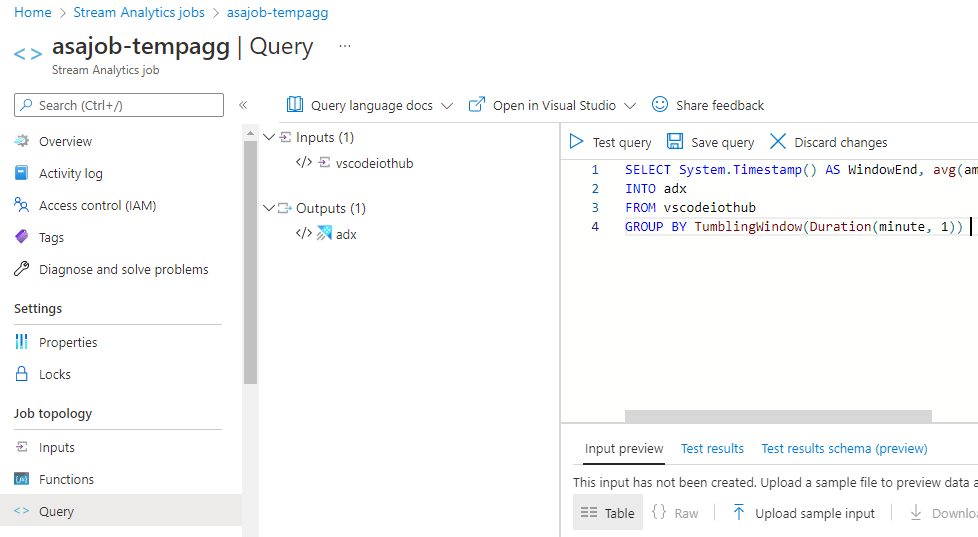 Home > Stream Analytics jobs > asajob-tempagg
<> asajob-tempagg | Query ...
Stream Analytics job
Search (Ctrl+/) «
Overview
Activity log
Access control (IAM)
Tags
Diagnose and solve problems
Settings
Properties
Locks
Job topology
Inputs
Functions
<> Query
Query language docs Open in Visual Studio Share feedback
Inputs (1)
</> vscodeiothub
Outputs (1)
</> adx
Test query Save query Discard changes
1 SELECT System.Timestamp() AS WindowEnd, avg(am
2 INTO adx
3 FROM vscodeiothub
4 GROUP BY TumblingWindow(Duration(minute, 1))
Input preview Test results Test results schema (preview)
This input has not been created. Upload a sample file to preview data a
Table {} Raw Upload sample input Downlo